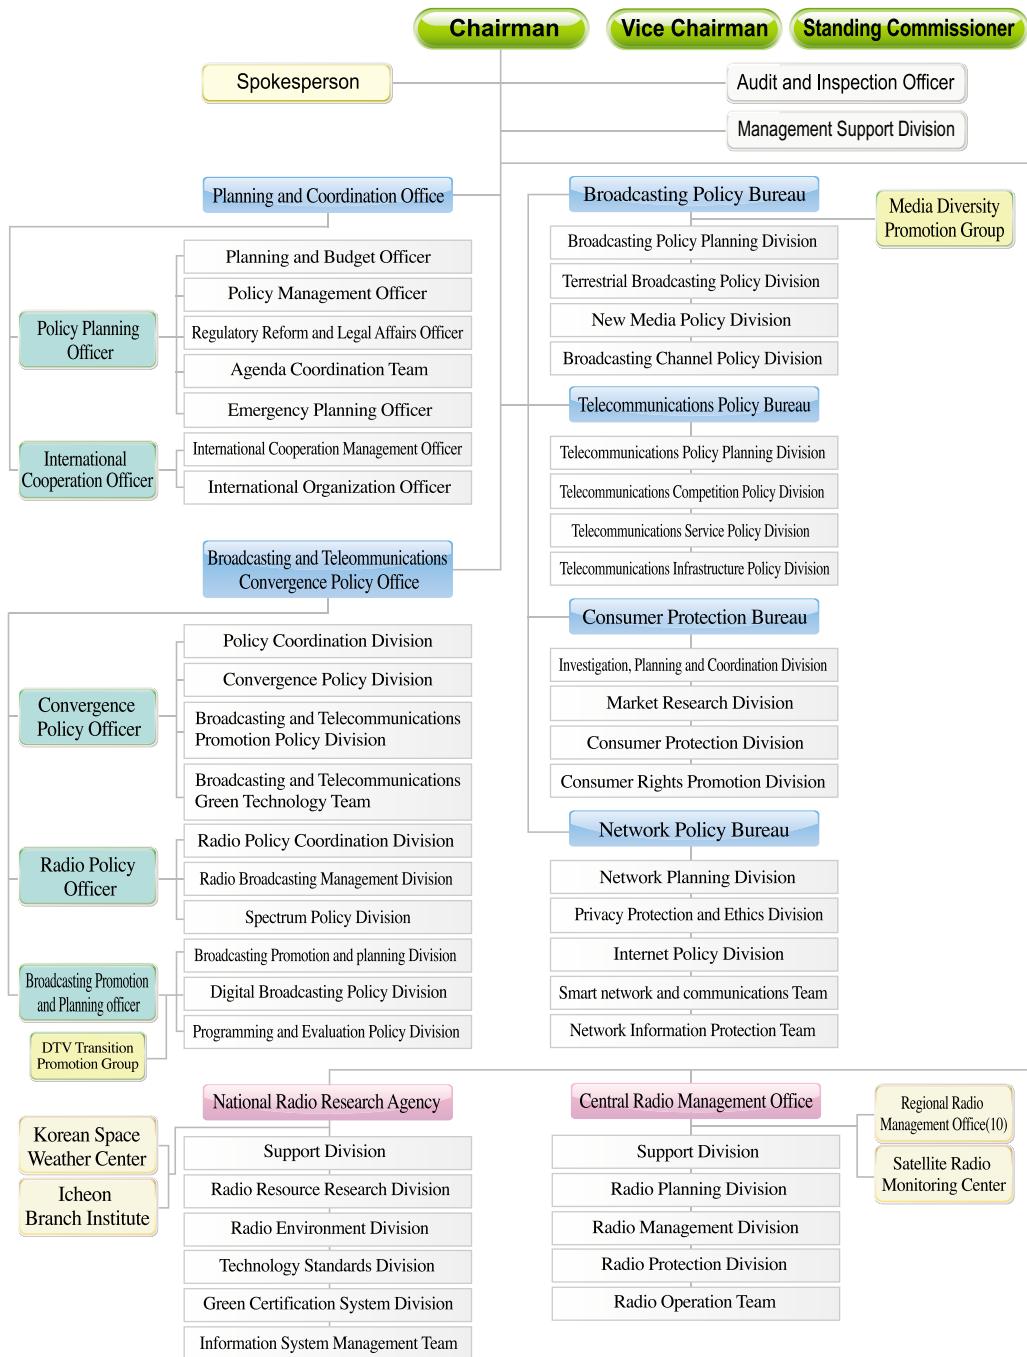 Chairman
Vice Chairman
Standing Commissioner
Spokesperson
Audit and Inspection Officer
Management Support Division
Planning and Coordination Office
Policy Planning
Officer
Planning and Budget Officer
Policy Management Officer
Regulatory Reform and Legal Affairs Officer
Agenda Coordination Team
Emergency Planning Officer
International
Cooperation Officer
International Cooperation Management Officer
International Organization Officer
Broadcasting and Teleommunications
Convergence Policy Office
Convergence
Policy Officer
Policy Coordination Division
Convergence Policy Division
Broadcasting and Telecommunications
Promotion Policy Division
Broadcasting and Telecommunications
Green Technology Team
Radio Policy
Officer
Radio Policy Coordination Division
Radio Broadcasting Management Division
Spectrum Policy Division
Broadcasting Promotion
and Planning officer
Broadcasting Promotion and planning Division
Digital Broadcasting Policy Division
Programming and Evaluation Policy Division
DTV Transition
Promotion Group
Broadcasting Policy Bureau
Media Diversity
Promotion Group
Broadcasting Policy Planning Division
Terrestrial Broadcasting Policy Division
New Media Policy Division
Broadcasting Channel Policy Division
Telecommunications Policy Bureau
Telecommunications Policy Planning Division
Telecommunications Competition Policy Division
Telecommunications Service Policy Division
Telecommunications Infrastructure Policy Division
Consumer Protection Bureau
Investigation, Planning and Coordination Division
Market Research Division
Consumer Protection Division
Consumer Rights Promotion Division
Network Policy Bureau
Network Planning Division
Privacy Protection and Ethics Division
Internet Policy Division
Smart network and communications Team
Network Information Protection Team
National Radio Research Agency
Korean Space
Weather Center
Icheon
Branch Institute
Support Division
Radio Resource Research Division
Radio Environment Division
Technology Standards Division
Green Certification System Division
Information System Management Team
Central Radio Management Office
Regional Radio
Management Office(10)
Satellite Radio
Monitoring Center
Support Division
Radio Planning Division
Radio Management Division
Radio Protection Division
Radio Operation Team